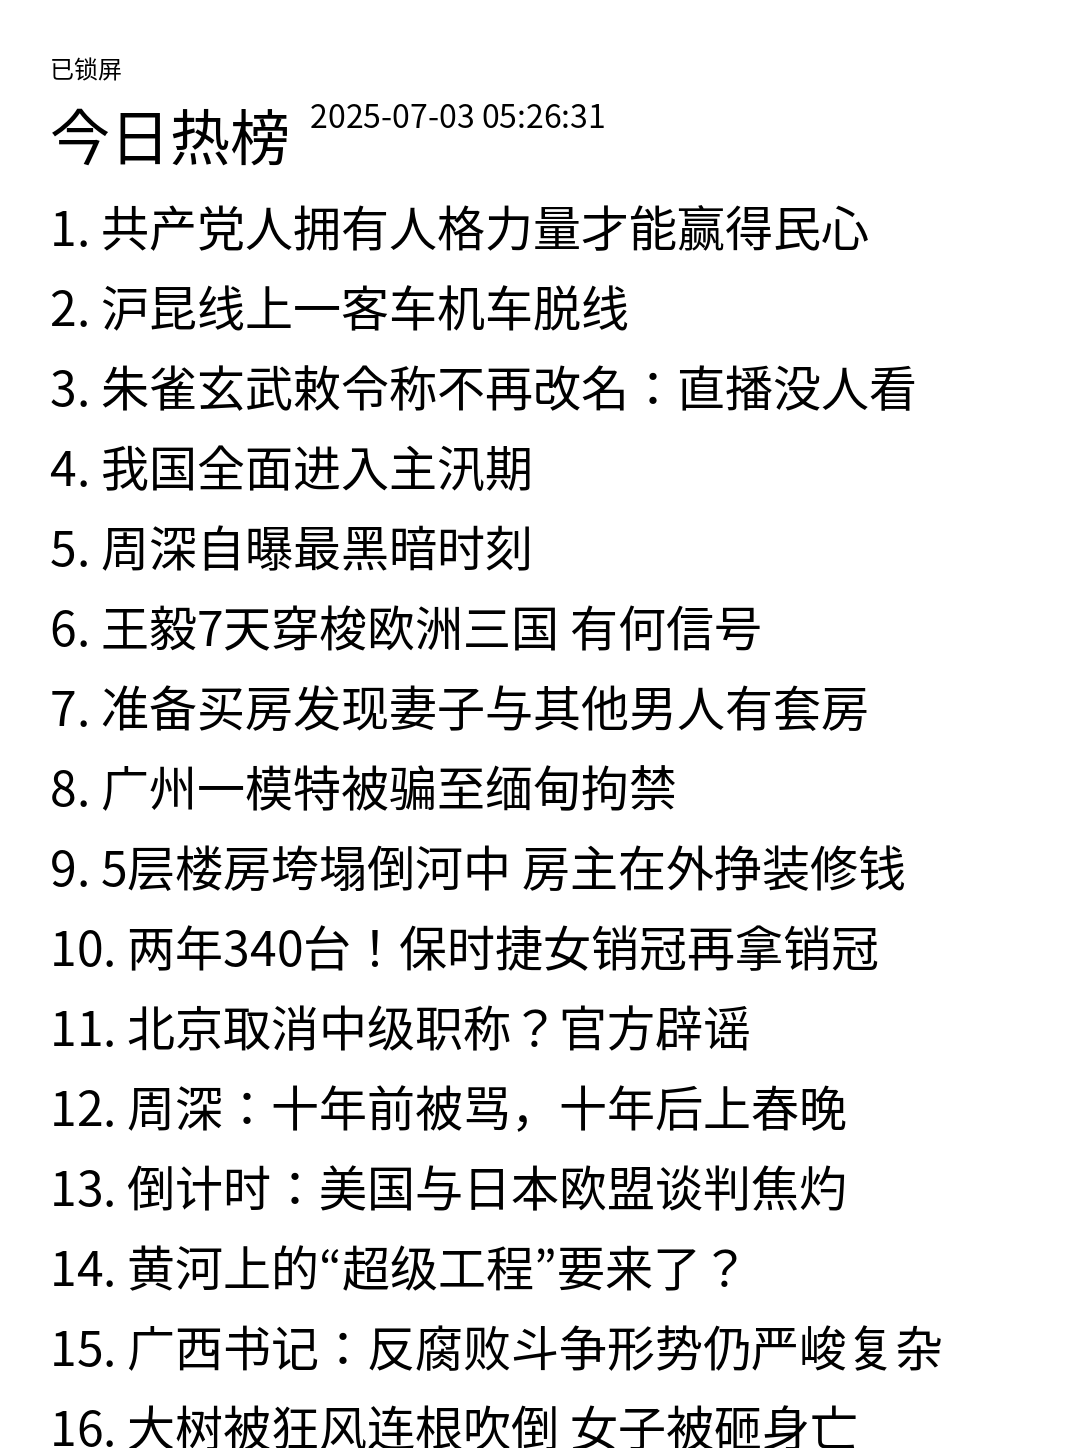 已锁屏
今日热榜 2025-07-03 05:26:31
1. 共产党人拥有人格力量才能赢得民心
2. 沪昆线上一客车机车脱线
3. 朱雀玄武敕令称不再改名：直播没人看
4. 我国全面进入主汛期
5. 周深自曝最黑暗时刻
6. 王毅7天穿梭欧洲三国 有何信号
7. 准备买房发现妻子与其他男人有套房
8. 广州一模特被骗至缅甸拘禁
9. 5层楼房垮塌倒河中 房主在外挣装修钱
10. 两年340台！保时捷女销冠再拿销冠
11. 北京取消中级职称？官方辟谣
12. 周深：十年前被骂，十年后上春晚
13. 倒计时：美国与日本欧盟谈判焦灼
14. 黄河上的“超级工程”要来了？
15. 广西书记：反腐败斗争形势仍严峻复杂
16. 大树被狂风连根吹倒 女子被砸身亡